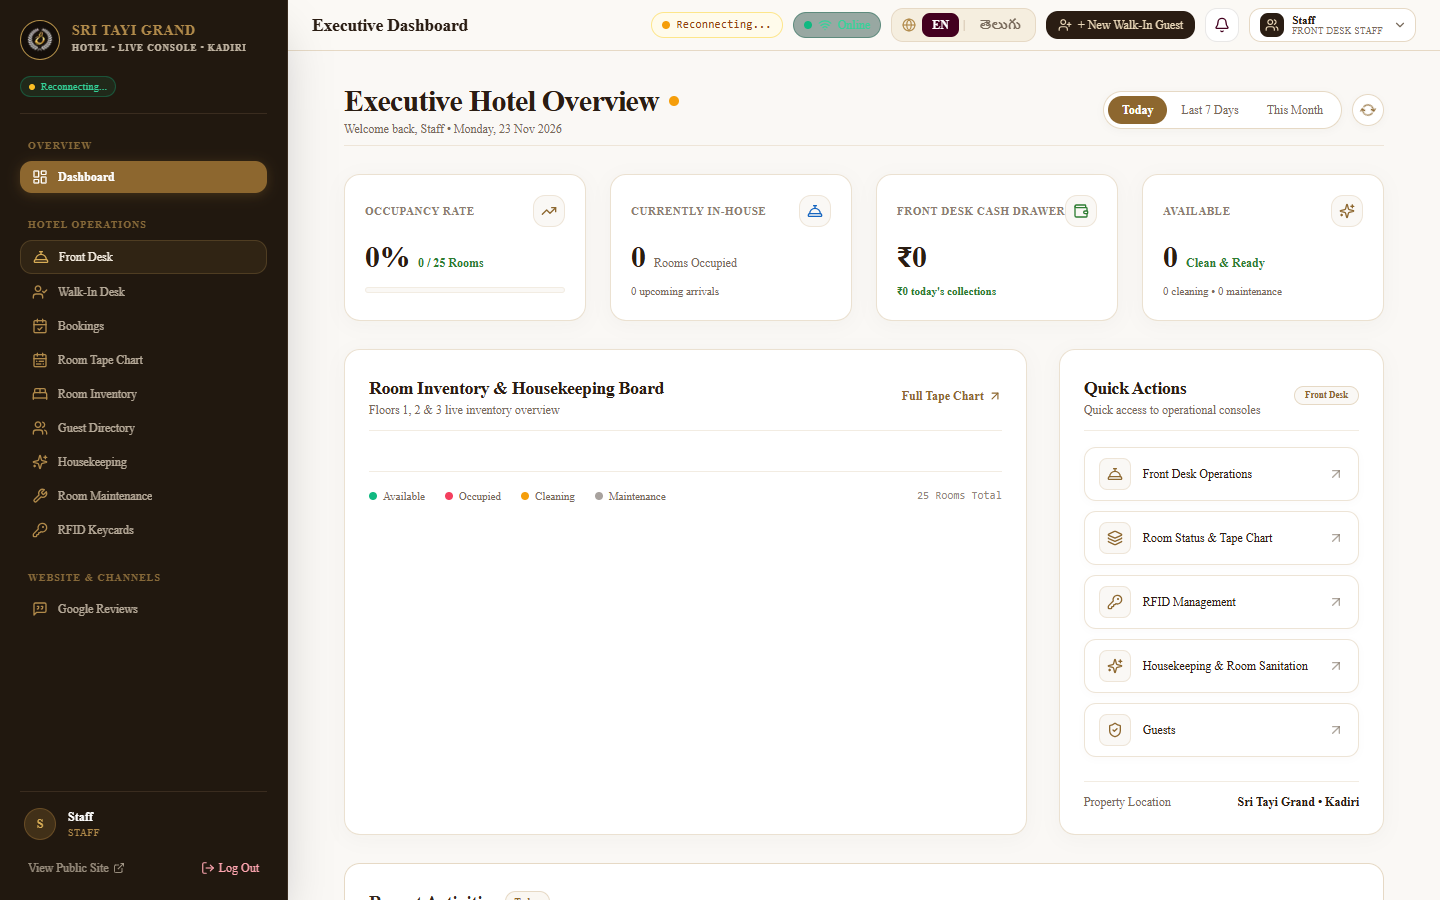 SRI TAYI GRAND
HOTEL • LIVE CONSOLE • KADIRI
Reconnecting...
OVERVIEW
Dashboard
HOTEL OPERATIONS
Front Desk
Walk-In Desk
Bookings
Room Tape Chart
Room Inventory
Guest Directory
Housekeeping
Room Maintenance
RFID Keycards
WEBSITE & CHANNELS
Google Reviews
S
Staff
STAFF
View Public Site
Log Out
Executive Dashboard
Reconnecting...
Online
EN
తెలుగు
+ New Walk-In Guest
Staff
FRONT DESK STAFF
Executive Hotel Overview
Welcome back, Staff • Monday, 23 Nov 2026
Today
Last 7 Days
This Month
OCCUPANCY RATE
0% 0 / 25 Rooms
CURRENTLY IN-HOUSE
0 Rooms Occupied
0 upcoming arrivals
FRONT DESK CASH DRAWER
₹0
₹0 today's collections
AVAILABLE
0 Clean & Ready
0 cleaning • 0 maintenance
Room Inventory & Housekeeping Board
Floors 1, 2 & 3 live inventory overview
Full Tape Chart
Available
Occupied
Cleaning
Maintenance
25 Rooms Total
Quick Actions
Quick access to operational consoles
Front Desk
Front Desk Operations
Room Status & Tape Chart
RFID Management
Housekeeping & Room Sanitation
Guests
Property Location
Sri Tayi Grand • Kadiri